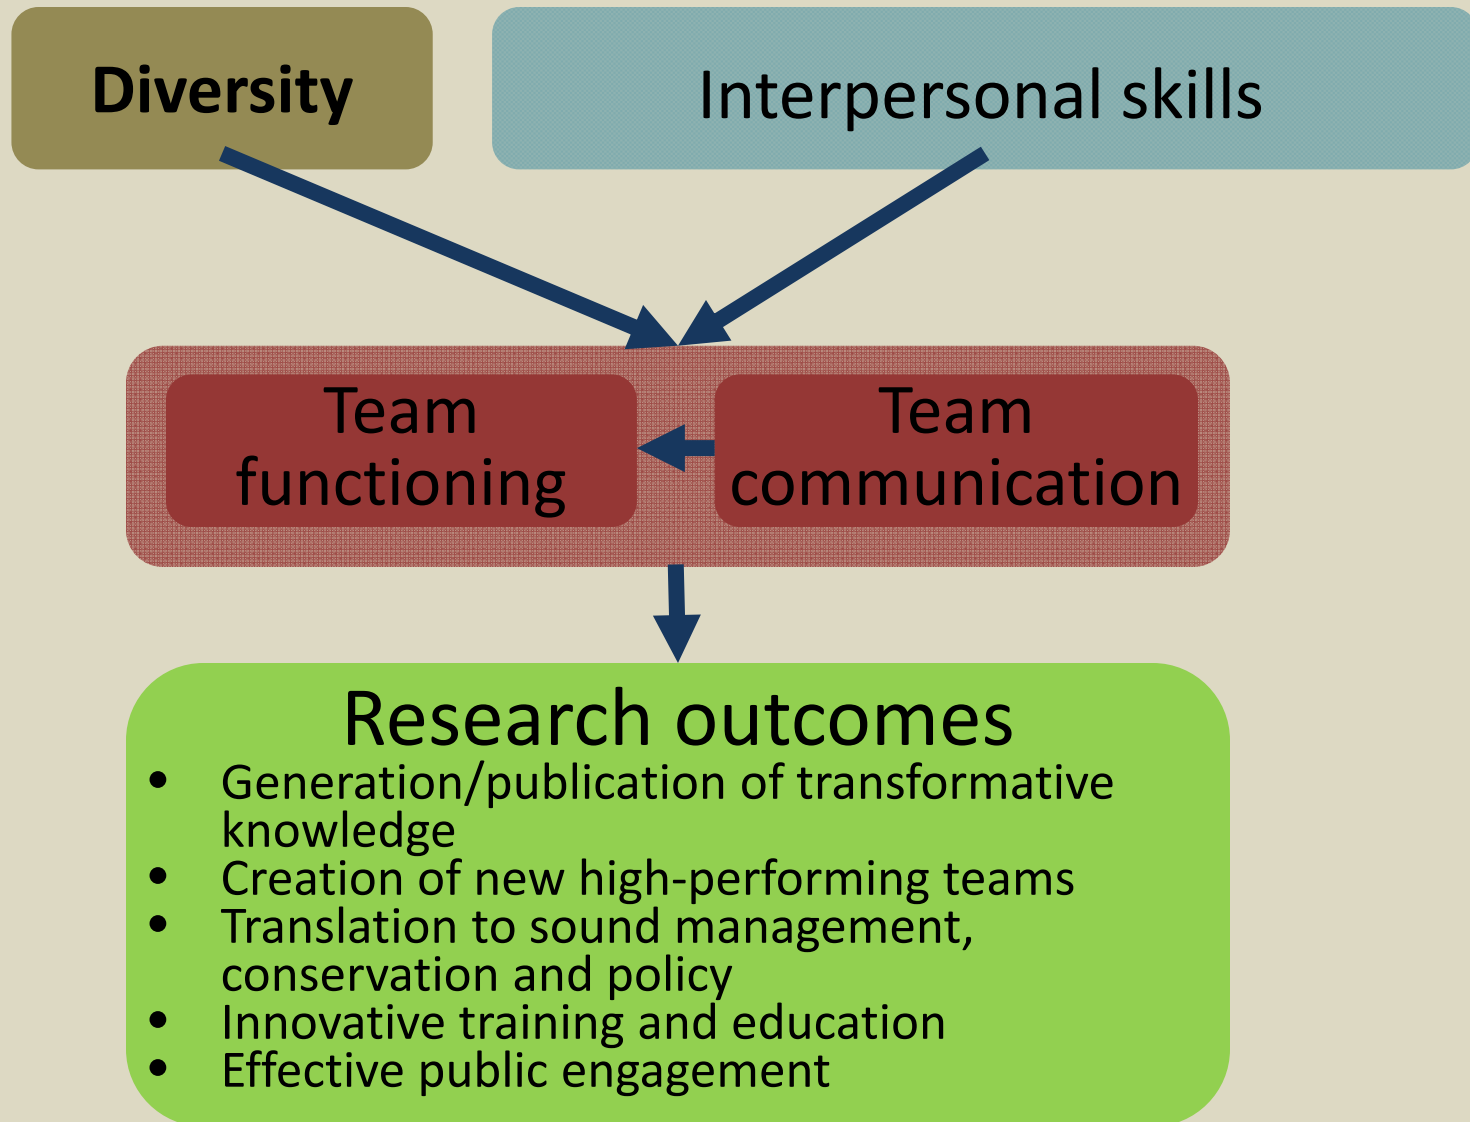 Diversity
Interpersonal skills
Team
functioning
Team
communication
Research outcomes
• Generation/publication of transformative
knowledge
• Creation of new high-performing teams
• Translation to sound management,
conservation and policy
• Innovative training and education
• Effective public engagement